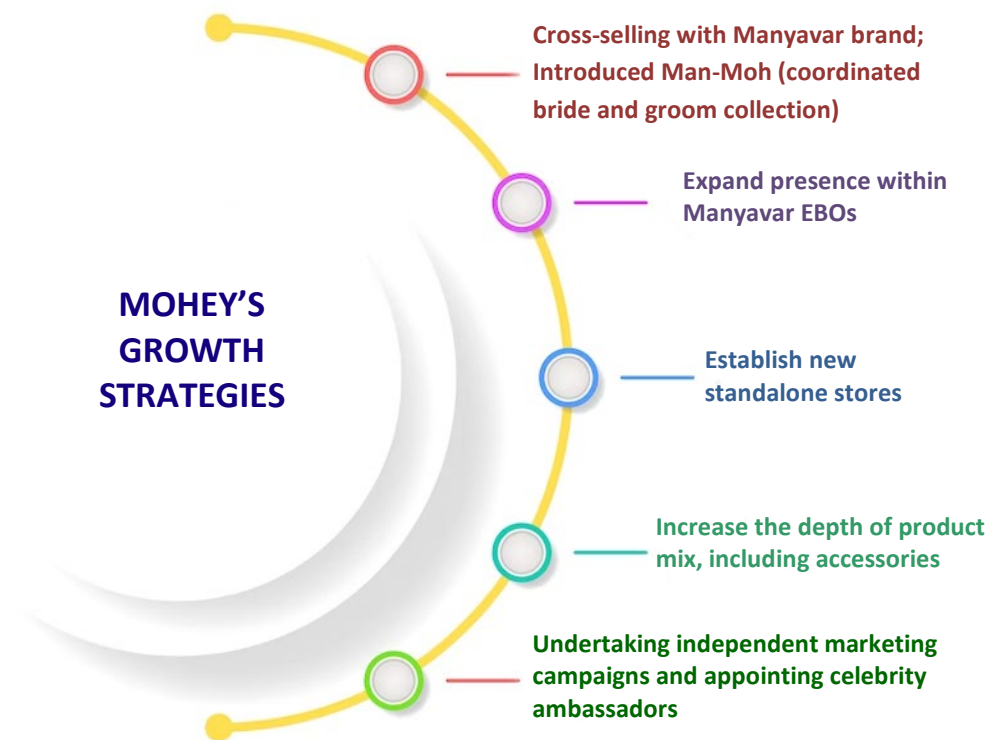 Cross-selling with Manyavar brand;
Introduced Man-Moh (coordinated
bride and groom collection)
Expand presence within
Manyavar EBOs
MOHEY’S
GROWTH
STRATEGIES
Establish new
standalone stores
Increase the depth of product
mix, including accessories
Undertaking independent marketing
campaigns and appointing celebrity
ambassadors